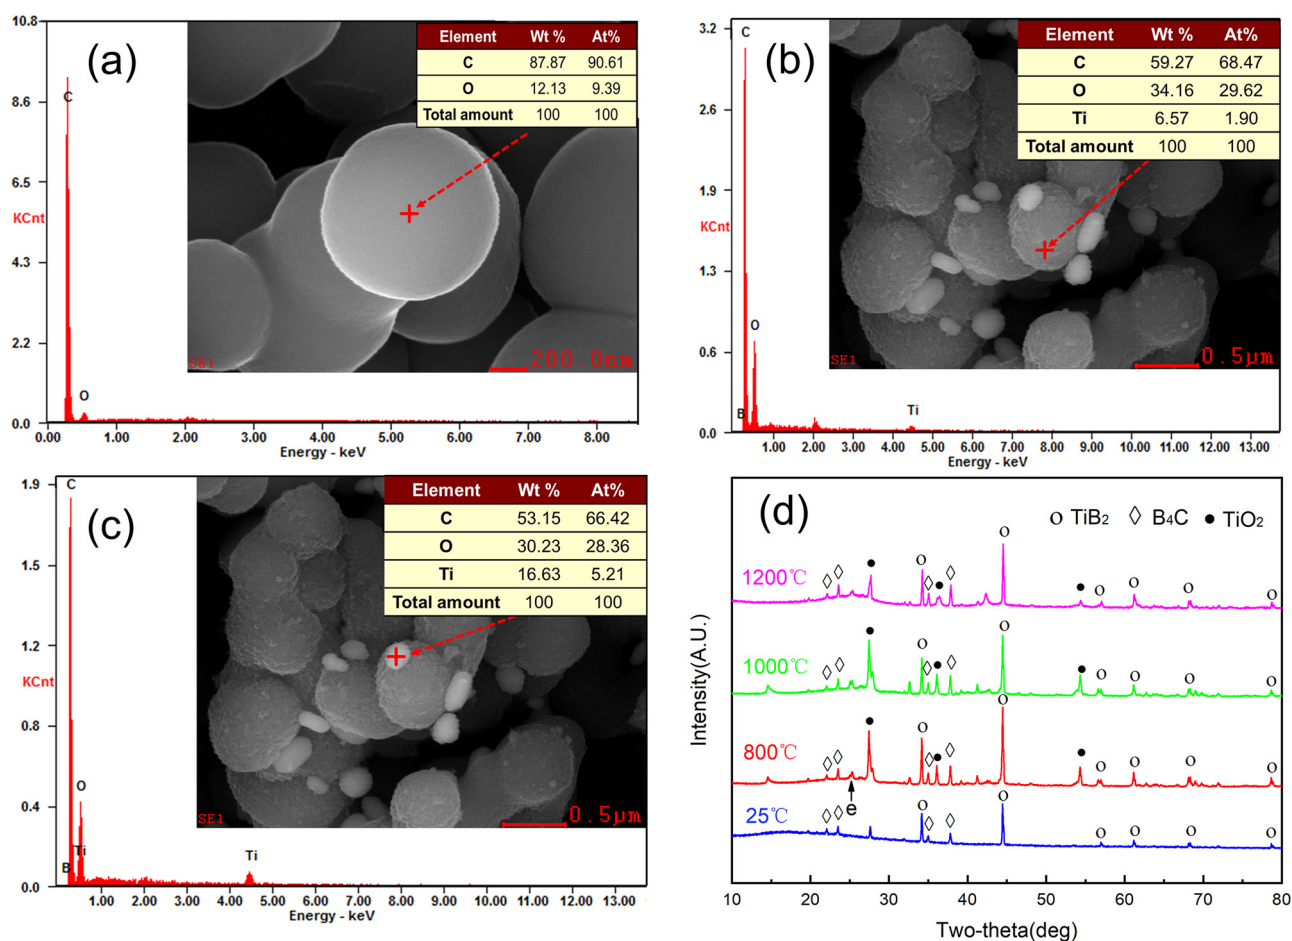 (a)
10.8
8.6
6.5
KCnt
4.3
2.2
0.0
C
O
Element Wt % At%
C 87.87 90.61
O 12.13 9.39
Total amount 100 100
SE1
200.0nm
0.00 1.00 2.00 3.00 4.00 5.00 6.00 7.00 8.00
Energy - keV
(b)
3.2
2.6
1.9
KCnt
1.3
0.6
0.0
C
O
B
Ti
Element Wt % At%
C 59.27 68.47
O 34.16 29.62
Ti 6.57 1.90
Total amount 100 100
SE1
0.5μm
1.00 2.00 3.00 4.00 5.00 6.00 7.00 8.00 9.00 10.00 11.00 12.00 13.00
Energy - keV
(c)
1.9
1.5
1.2
KCnt
0.8
0.4
0.0
C
O
Ti
B
Ti
Element Wt % At%
C 53.15 66.42
O 30.23 28.36
Ti 16.63 5.21
Total amount 100 100
SE1
0.5μm
1.00 2.00 3.00 4.00 5.00 6.00 7.00 8.00 9.00 10.00 11.00 12.00 13.00
Energy - keV
(d)
TiB2 B4C TiO2
1200℃
1000℃
800℃
e
25℃
Intensity(A.U.)
10 20 30 40 50 60 70 80
Two-theta(deg)